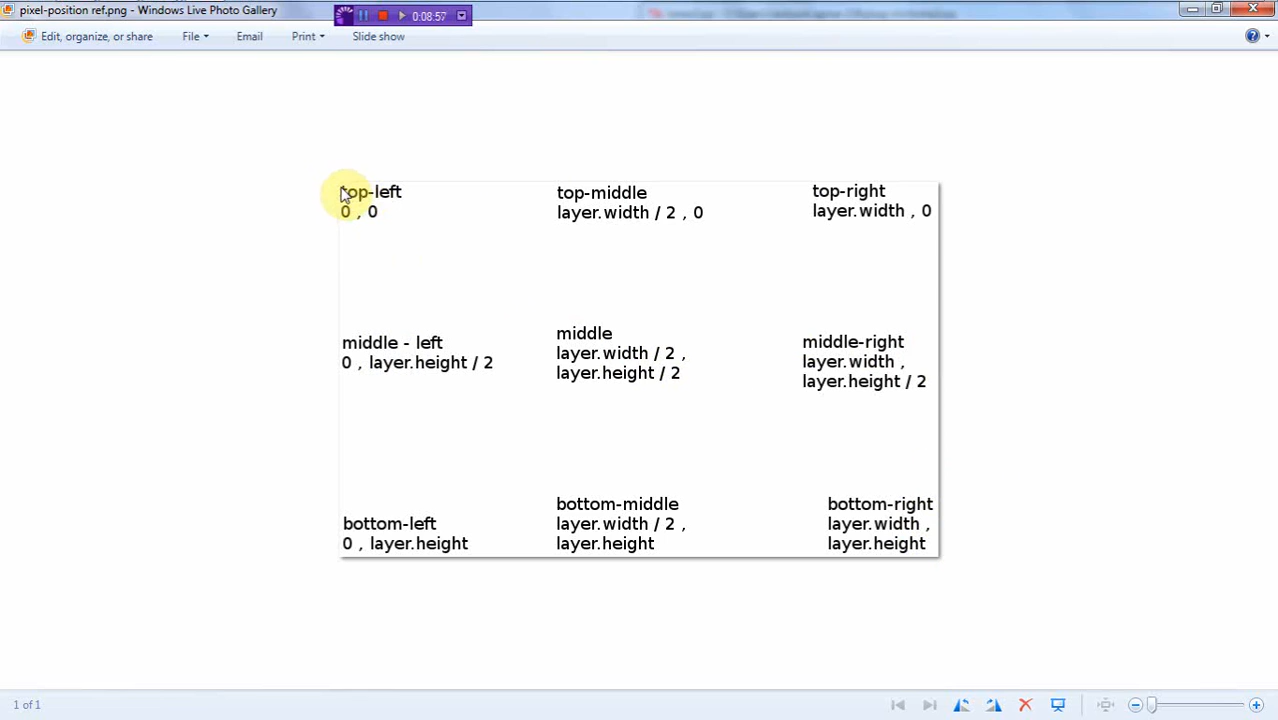 pixel-position ref.png - Windows Live Photo Gallery
0:08:57
Edit, organize, or share
File
Email
Print
Slide show
top-left
0 , 0
top-middle
layer.width / 2 , 0
top-right
layer.width , 0
middle - left
0 , layer.height / 2
middle
layer.width / 2 ,
layer.height / 2
middle-right
layer.width ,
layer.height / 2
bottom-left
0 , layer.height
bottom-middle
layer.width / 2 ,
layer.height
bottom-right
layer.width ,
layer.height
1 of 1